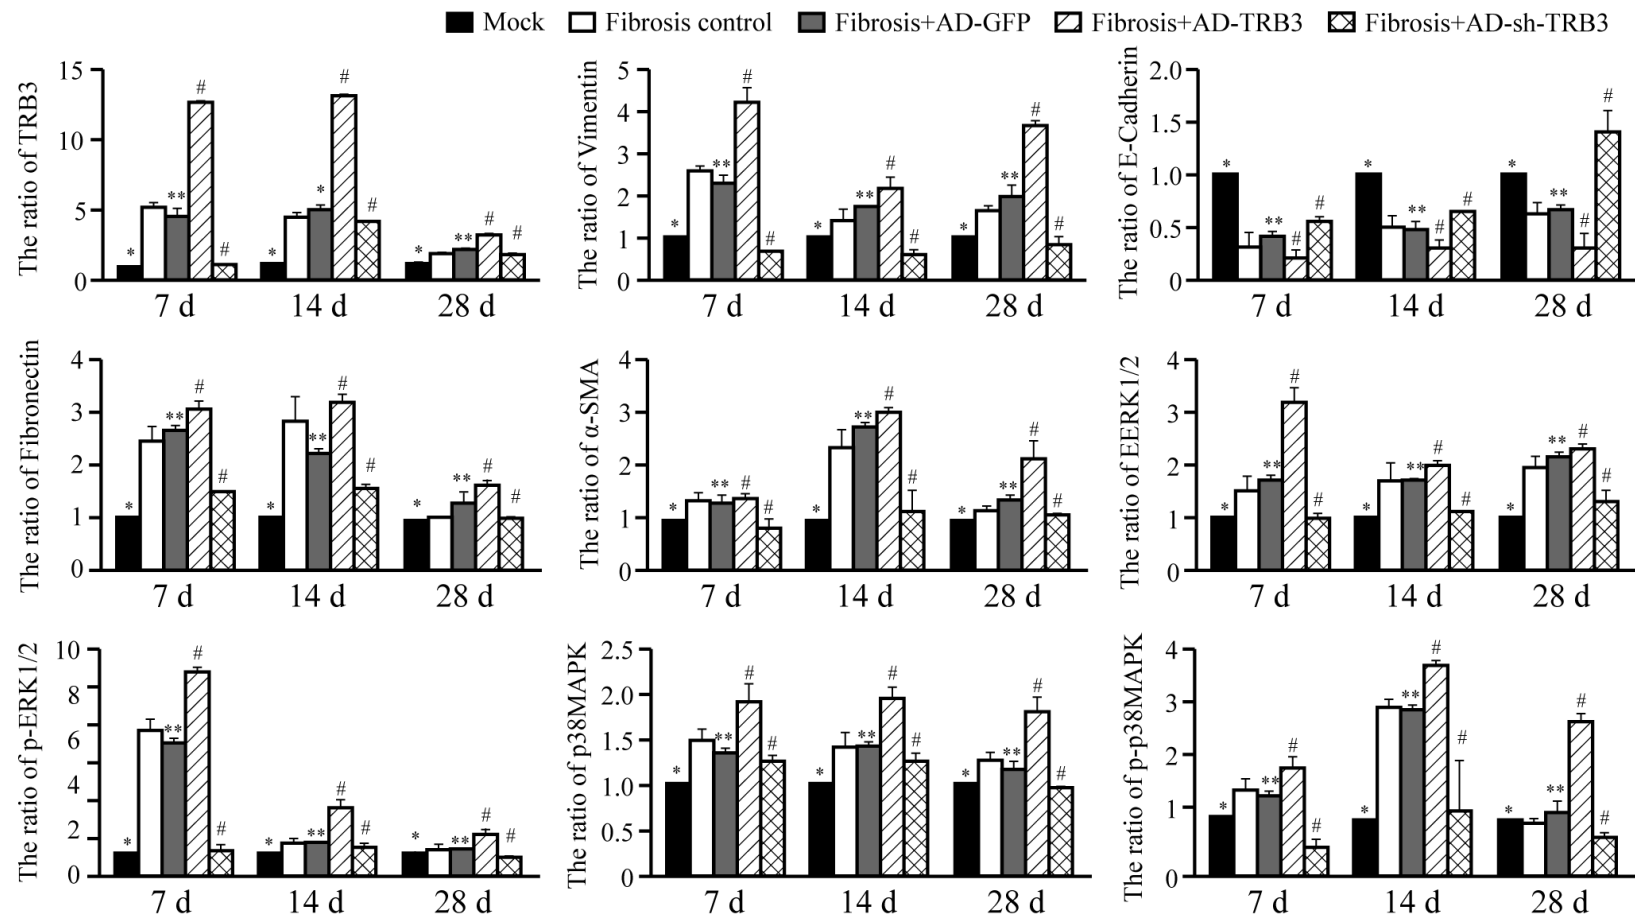 Mock Fibrosis control Fibrosis+AD-GFP Fibrosis+AD-TRB3 Fibrosis+AD-sh-TRB3
The ratio of TRB3
15
10
5
0
* ** # #
* * # #
* ** # #
7 d 14 d 28 d
The ratio of Vimentin
5
4
3
2
1
0
* ** # #
* ** # #
* ** # #
7 d 14 d 28 d
The ratio of E-Cadherin
2.0
1.5
1.0
0.5
0
* ** # #
* ** # #
* ** # #
7 d 14 d 28 d
The ratio of Fibronectin
4
3
2
1
0
* ** # #
* ** # #
* ** # #
7 d 14 d 28 d
The ratio of α-SMA
4
3
2
1
0
* ** # #
* ** # #
* ** # #
7 d 14 d 28 d
The ratio of EERK1/2
4
3
2
1
0
* ** # #
* ** # #
* ** # #
7 d 14 d 28 d
The ratio of p-ERK1/2
10
8
6
4
2
0
* ** # #
* ** # #
* ** # #
7 d 14 d 28 d
The ratio of p38MAPK
2.5
2.0
1.5
1.0
0.5
0
* ** # #
* ** # #
* ** # #
7 d 14 d 28 d
The ratio of p-p38MAPK
4
3
2
1
0
* ** # #
* ** # #
* ** # #
7 d 14 d 28 d